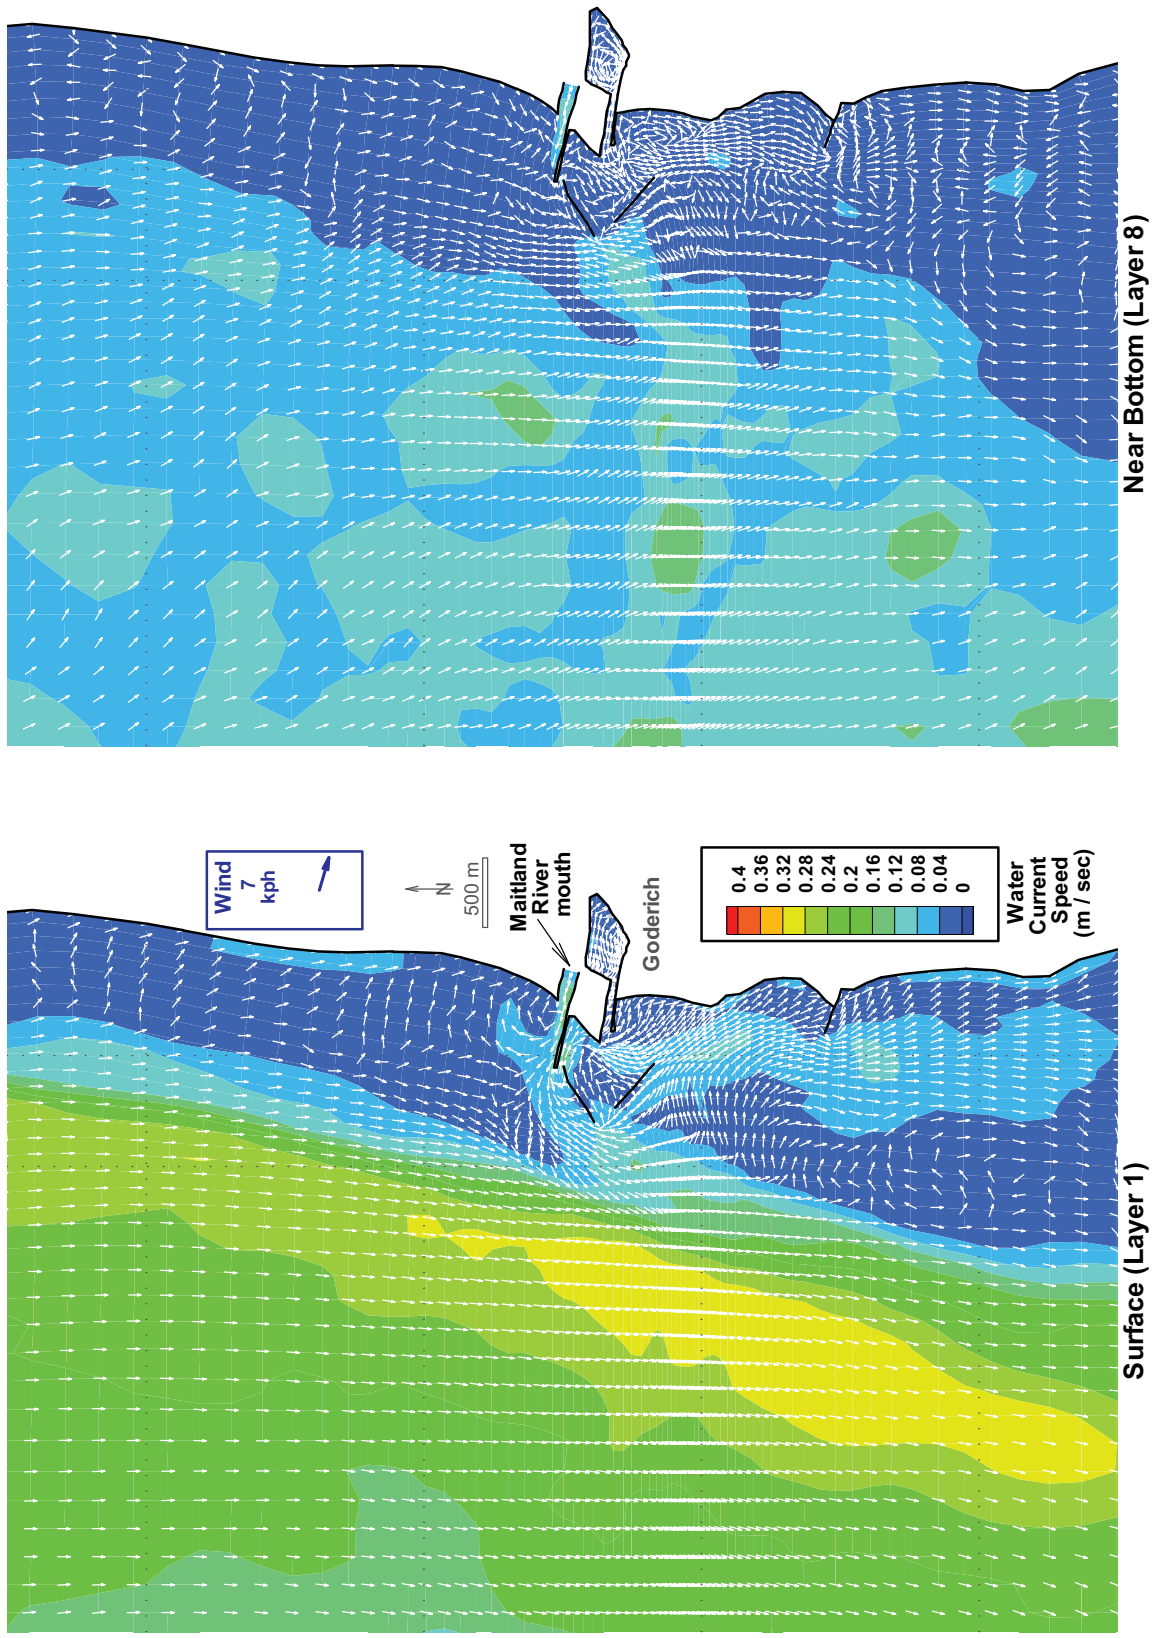 Surface (Layer 1)
Wind
7
kph
N
500 m
Maitland
River
mouth
Goderich
0.4
0.36
0.32
0.28
0.24
0.2
0.16
0.12
0.08
0.04
0
Water
Current
Speed
(m / sec)
Near Bottom (Layer 8)